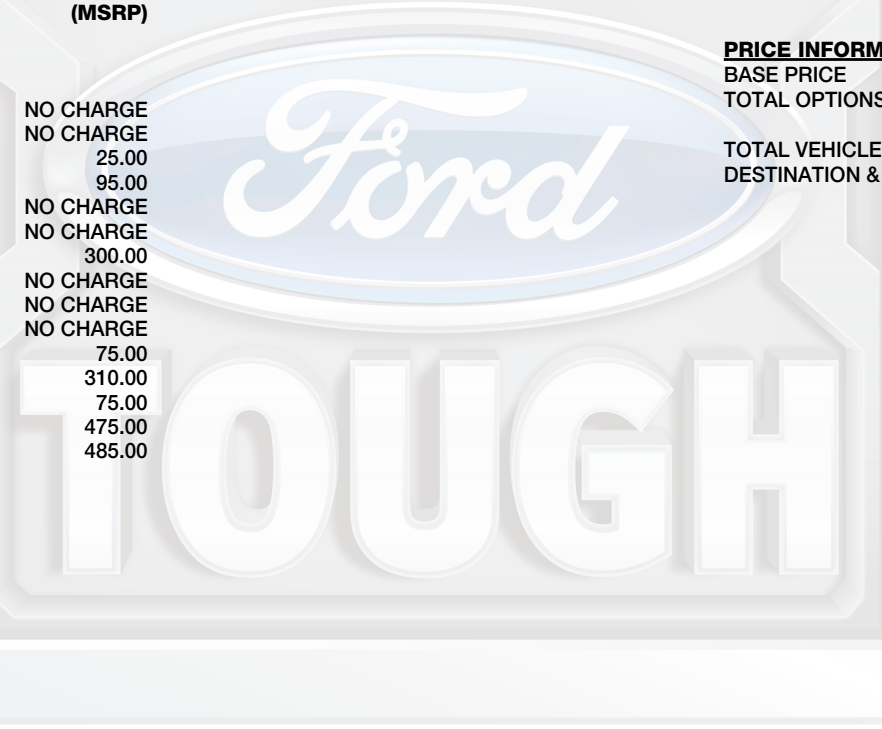 (MSRP)
NO CHARGE
NO CHARGE
25.00
95.00
NO CHARGE
NO CHARGE
300.00
NO CHARGE
NO CHARGE
NO CHARGE
75.00
310.00
75.00
475.00
485.00
PRICE INFORM
BASE PRICE
TOTAL OPTIONS
TOTAL VEHICLE
DESTINATION &
Ford
TOUGH